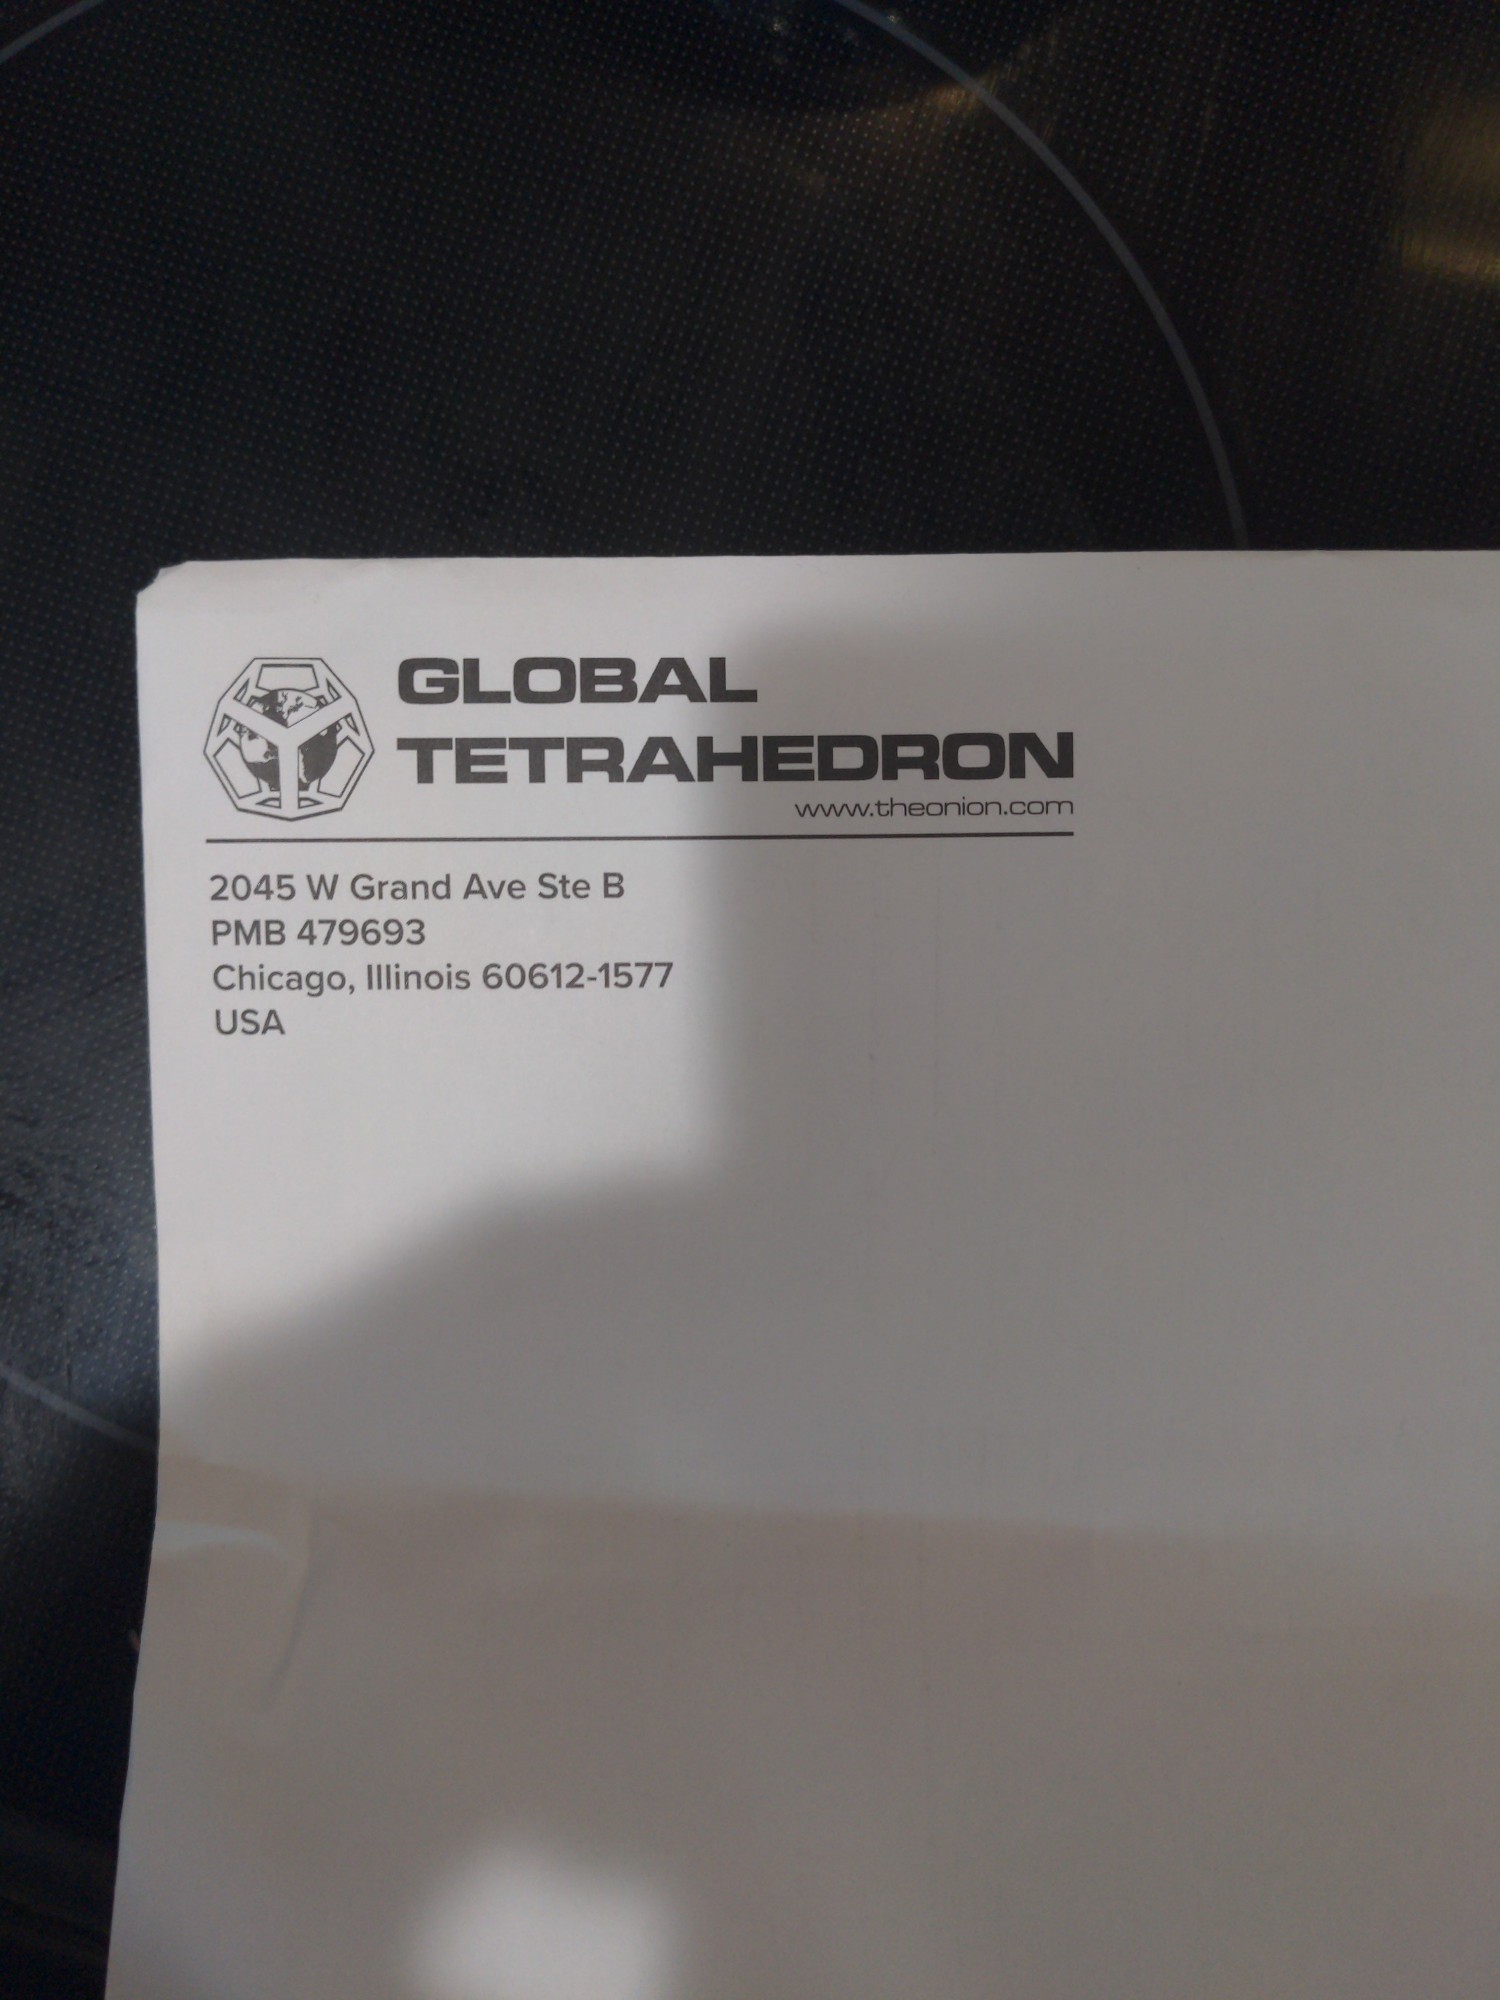 GLOBAL
TETRAHEDRON
www.theonion.com
2045 W Grand Ave Ste B
PMB 479693
Chicago, Illinois 60612-1577
USA